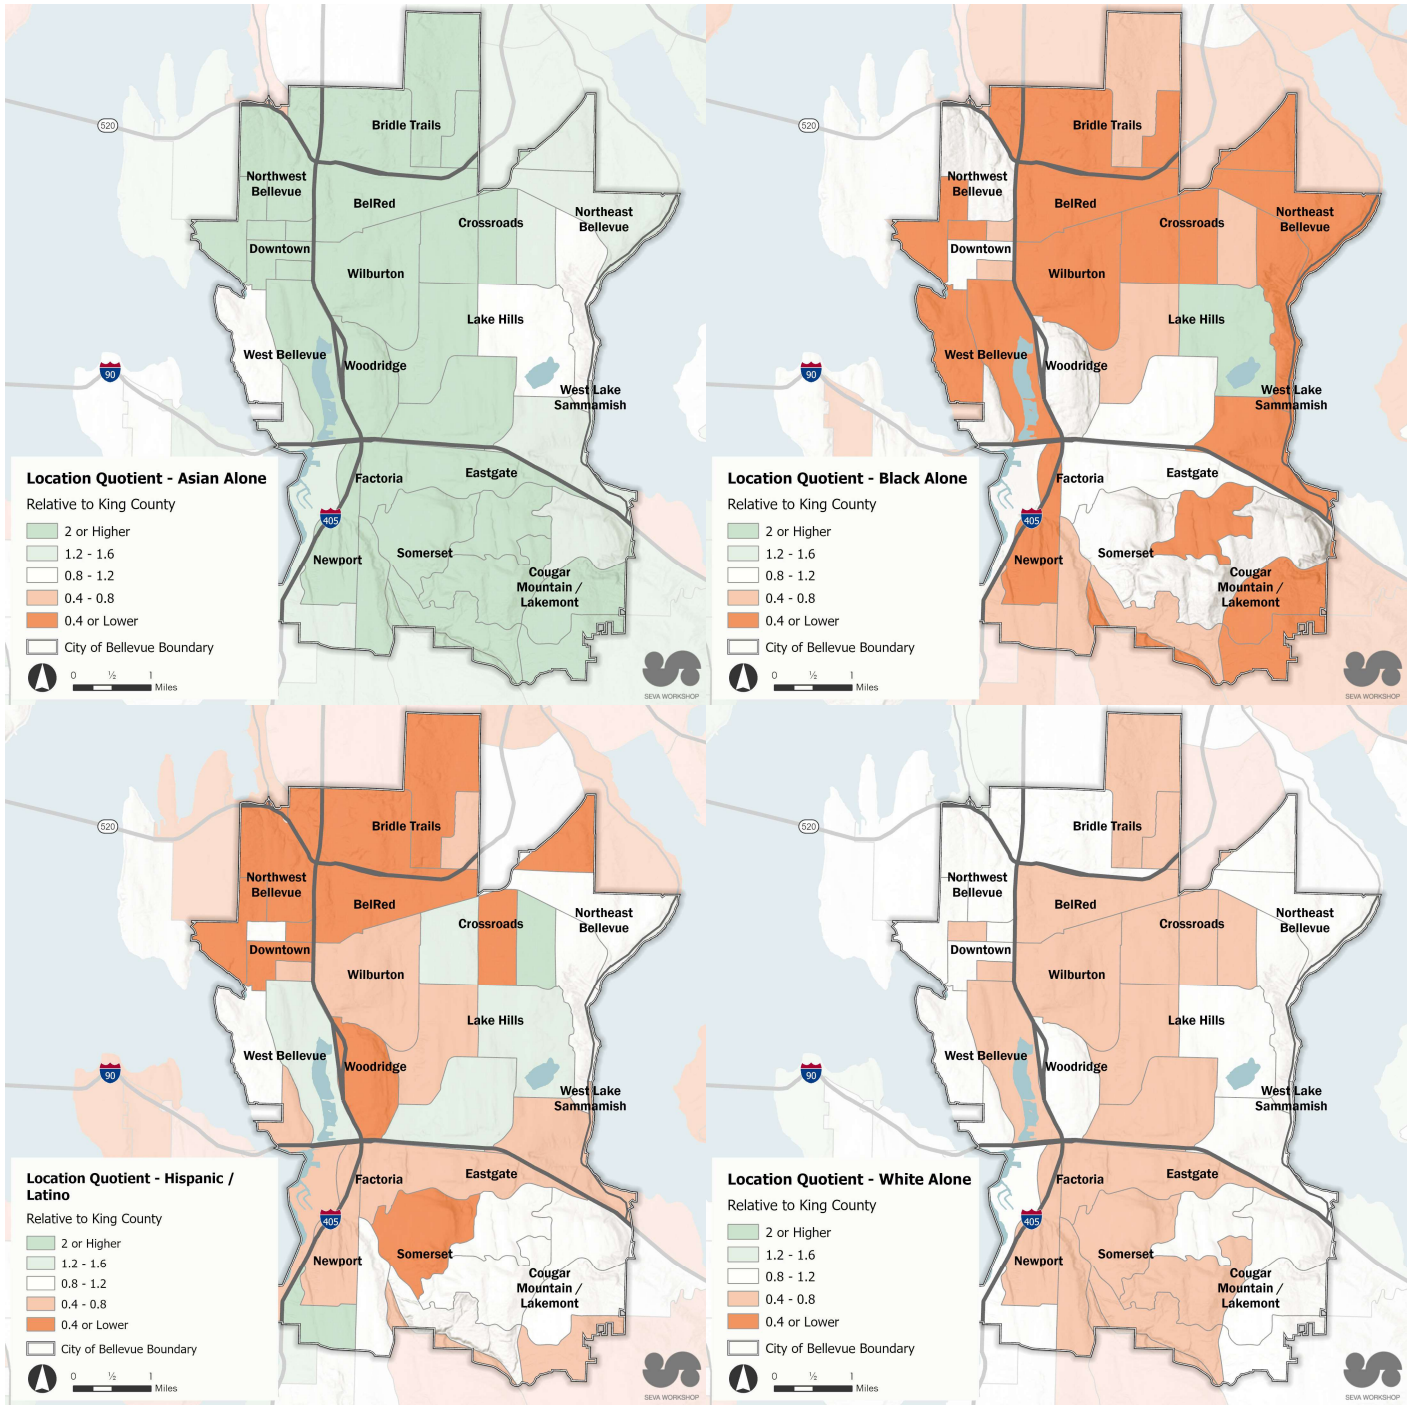 520
Bridle Trails
Northwest
Bellevue
BelRed
Crossroads
Northeast
Bellevue
Downtown
Wilburton
Lake Hills
West Bellevue
Woodridge
90
West Lake
Sammamish
Factoria
Eastgate
405
Newport
Somerset
Cougar
Mountain /
Lakemont
Location Quotient - Asian Alone
Relative to King County
2 or Higher
1.2 - 1.6
0.8 - 1.2
0.4 - 0.8
0.4 or Lower
City of Bellevue Boundary
0 ½ 1
Miles
SEVA WORKSHOP
520
Bridle Trails
Northwest
Bellevue
BelRed
Crossroads
Northeast
Bellevue
Downtown
Wilburton
Lake Hills
West Bellevue
Woodridge
90
West Lake
Sammamish
Factoria
Eastgate
405
Newport
Somerset
Cougar
Mountain /
Lakemont
Location Quotient - Black Alone
Relative to King County
2 or Higher
1.2 - 1.6
0.8 - 1.2
0.4 - 0.8
0.4 or Lower
City of Bellevue Boundary
0 ½ 1
Miles
SEVA WORKSHOP
520
Bridle Trails
Northwest
Bellevue
BelRed
Crossroads
Northeast
Bellevue
Downtown
Wilburton
Lake Hills
West Bellevue
Woodridge
90
West Lake
Sammamish
Factoria
Eastgate
405
Newport
Somerset
Cougar
Mountain /
Lakemont
Location Quotient - Hispanic /
Latino
Relative to King County
2 or Higher
1.2 - 1.6
0.8 - 1.2
0.4 - 0.8
0.4 or Lower
City of Bellevue Boundary
0 ½ 1
Miles
SEVA WORKSHOP
520
Bridle Trails
Northwest
Bellevue
BelRed
Crossroads
Northeast
Bellevue
Downtown
Wilburton
Lake Hills
West Bellevue
Woodridge
90
West Lake
Sammamish
Factoria
Eastgate
405
Newport
Somerset
Cougar
Mountain /
Lakemont
Location Quotient - White Alone
Relative to King County
2 or Higher
1.2 - 1.6
0.8 - 1.2
0.4 - 0.8
0.4 or Lower
City of Bellevue Boundary
0 ½ 1
Miles
SEVA WORKSHOP